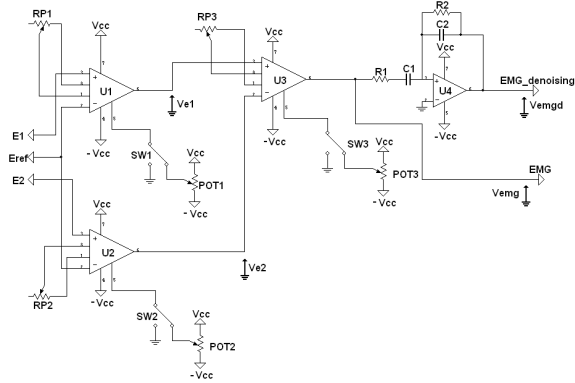 RP1
Vcc
U1
- Vcc
E1
Eref
E2
Ve1
SW1
Vcc
POT1
- Vcc
Vcc
U2
- Vcc
RP2
Ve2
SW2
Vcc
POT2
- Vcc
RP3
Vcc
U3
- Vcc
SW3
Vcc
POT3
- Vcc
R1
C1
R2
C2
Vcc
U4
- Vcc
EMG_denoising
Vemgd
EMG
Vemg